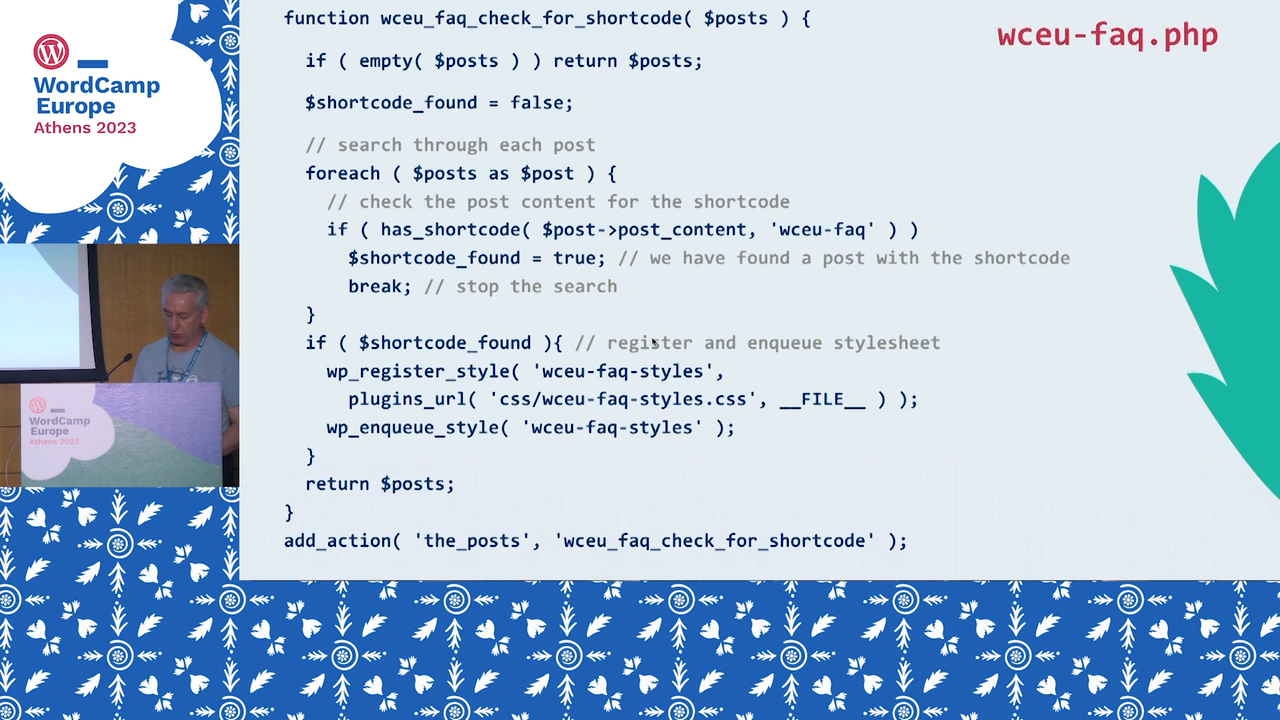 WordCamp
Europe
Athens 2023
function wceu_faq_check_for_shortcode( $posts ) {
if ( empty( $posts ) ) return $posts;
$shortcode_found = false;
// search through each post
foreach ( $posts as $post ) {
// check the post content for the shortcode
if ( has_shortcode( $post->post_content, 'wceu-faq' ) )
$shortcode_found = true; // we have found a post with the shortcode
break; // stop the search
}
if ( $shortcode_found ){ // register and enqueue stylesheet
wp_register_style( 'wceu-faq-styles',
plugins_url( 'css/wceu-faq-styles.css', __FILE__ ) );
wp_enqueue_style( 'wceu-faq-styles' );
}
return $posts;
}
add_action( 'the_posts', 'wceu_faq_check_for_shortcode' );
wceu-faq.php
WordCamp
Europe
Athens 2023